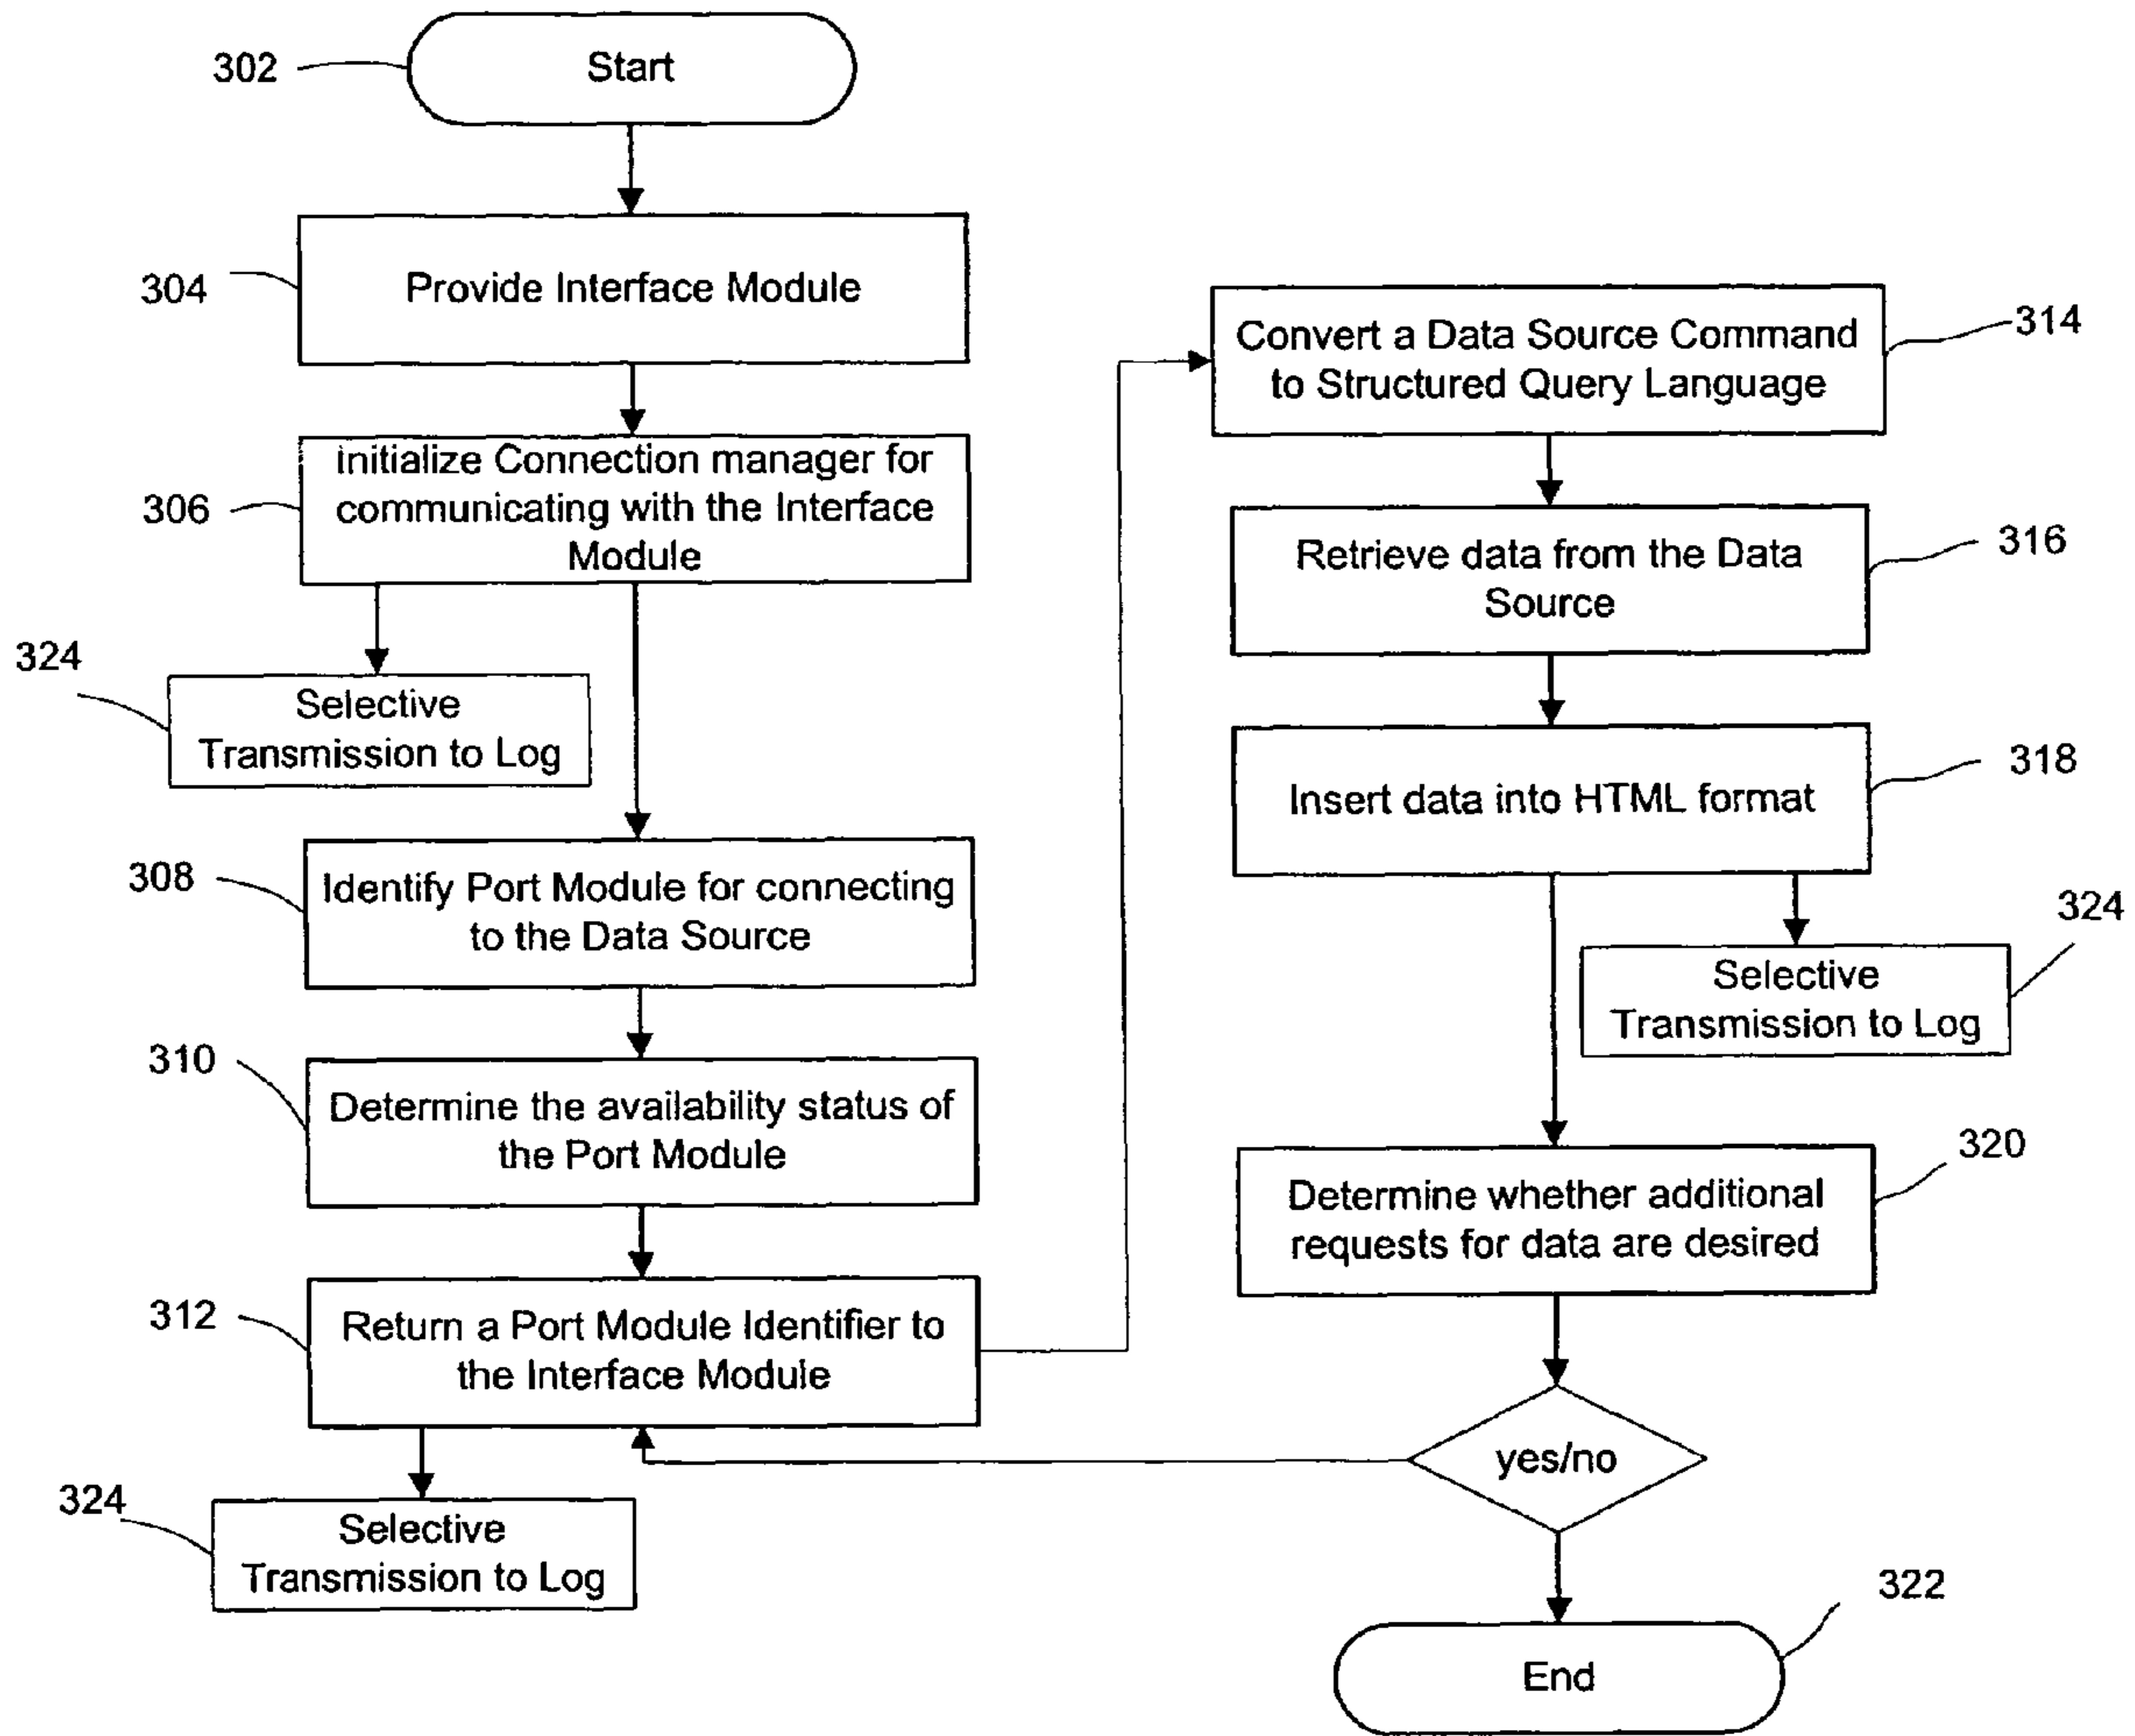 302
Start
304
Provide Interface Module
306
Initialize Connection manager for
communicating with the Interface
Module
324
Selective
Transmission to Log
308
Identify Port Module for connecting
to the Data Source
310
Determine the availability status of
the Port Module
312
Return a Port Module Identifier to
the Interface Module
324
Selective
Transmission to Log
314
Convert a Data Source Command
to Structured Query Language
316
Retrieve data from the Data
Source
318
Insert data into HTML format
324
Selective
Transmission to Log
320
Determine whether additional
requests for data are desired
yes/no
322
End